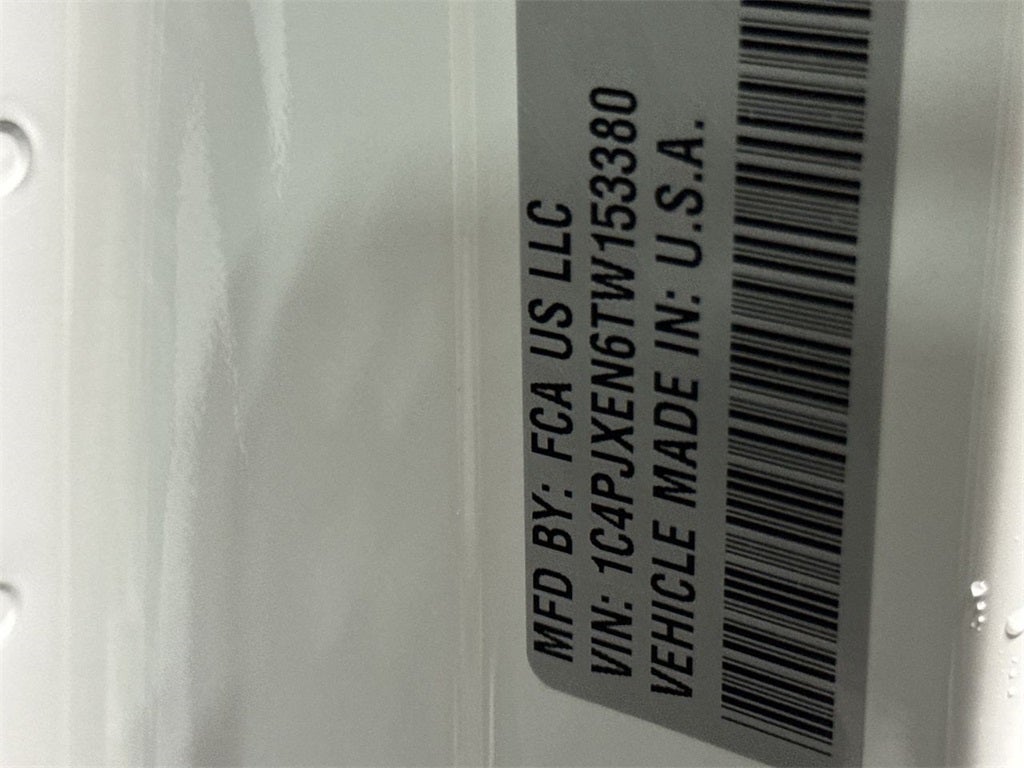 MFD BY: FCA US LLC
VIN: 1C4PJXEN6TW153380
VEHICLE MADE IN: U.S.A.